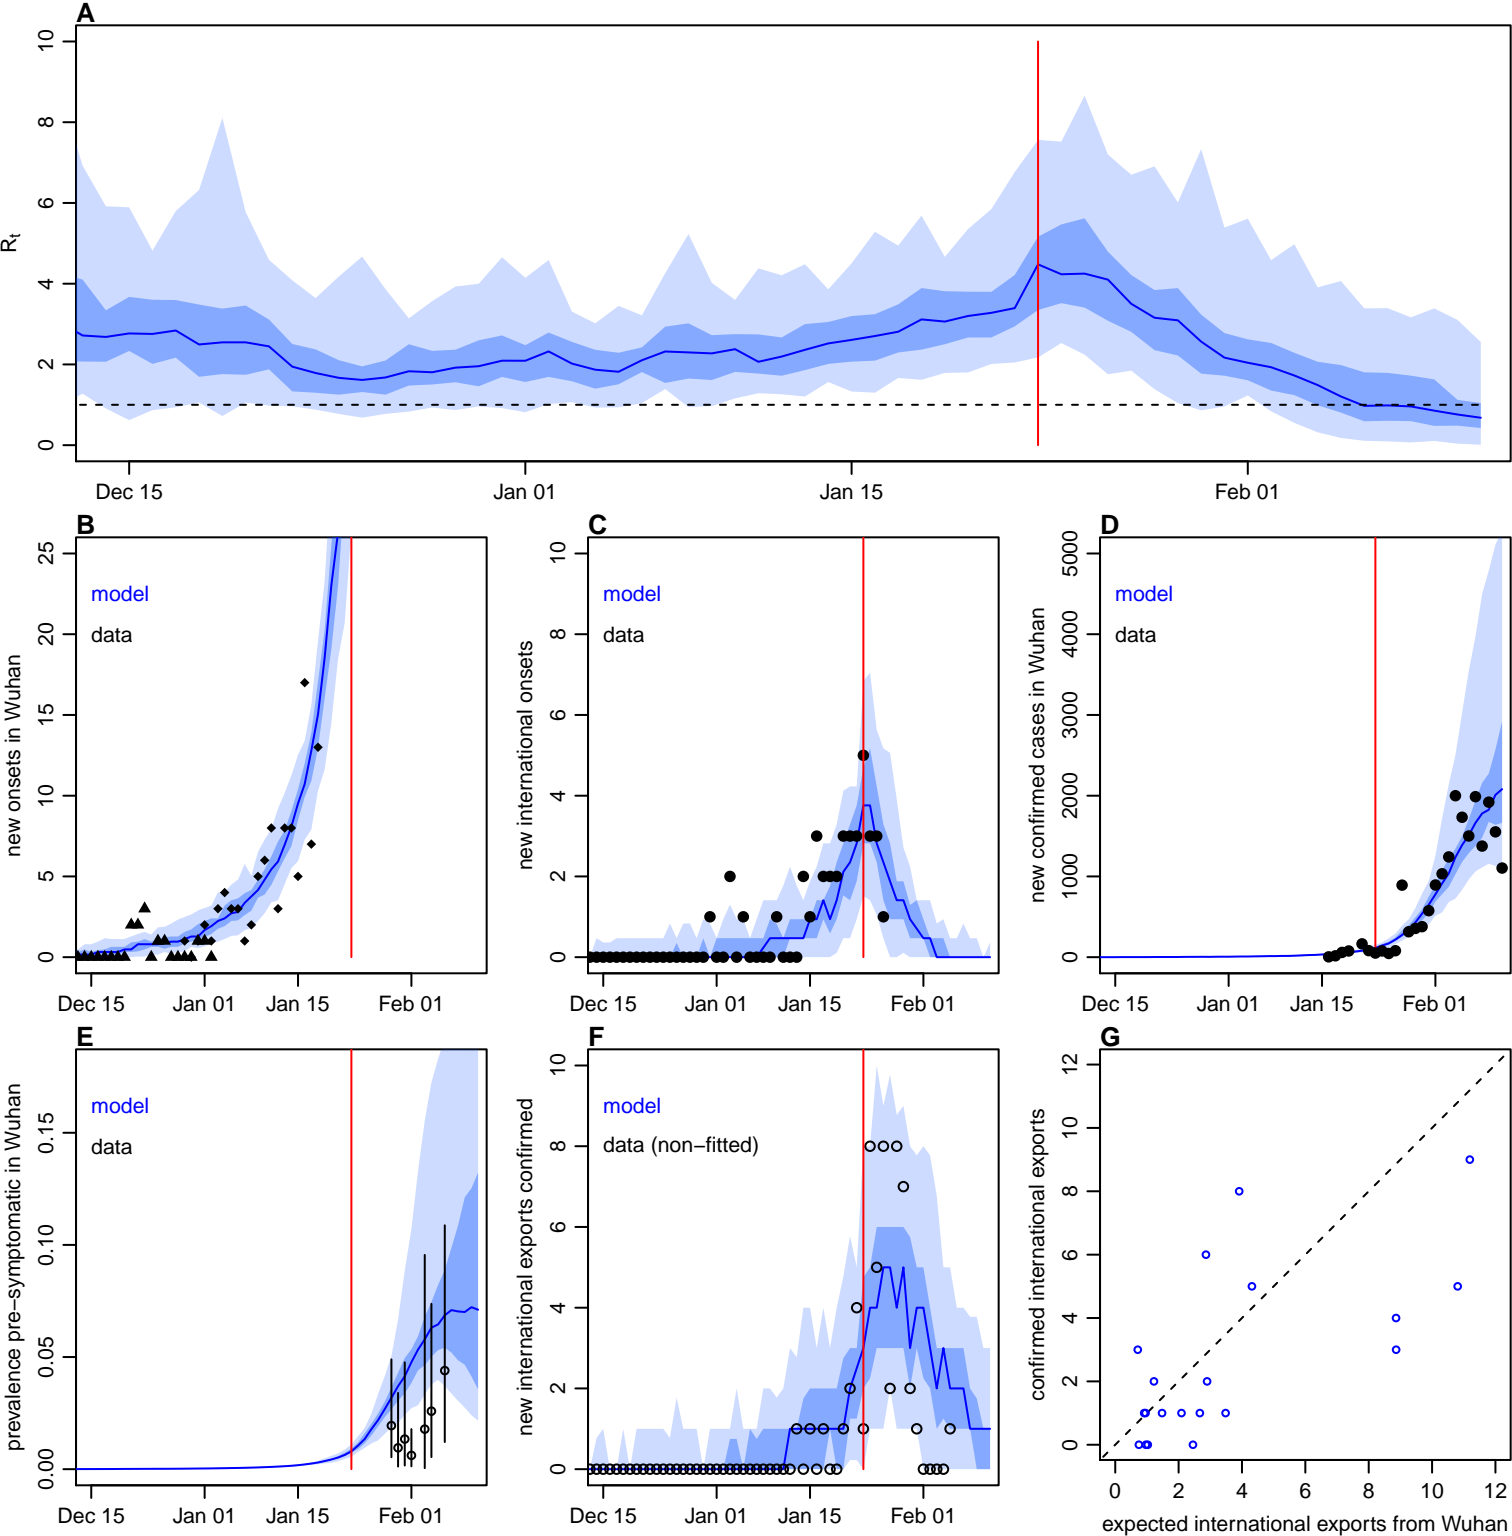 A
10
8
6
4
2
0
Rt
Dec 15 Jan 01 Jan 15 Feb 01
B
25
20
15
10
5
0
new onsets in Wuhan
model
data
Dec 15 Jan 01 Jan 15 Feb 01
C
10
8
6
4
2
0
new international onsets
model
data
Dec 15 Jan 01 Jan 15 Feb 01
D
5000
4000
3000
2000
1000
0
new confirmed cases in Wuhan
model
data
Dec 15 Jan 01 Jan 15 Feb 01
E
0.15
0.10
0.05
0.00
prevalence pre−symptomatic in Wuhan
model
data
Dec 15 Jan 01 Jan 15 Feb 01
F
10
8
6
4
2
0
new international exports confirmed
model
data (non−fitted)
Dec 15 Jan 01 Jan 15 Feb 01
G
12
10
8
6
4
2
0
confirmed international exports
0 2 4 6 8 10 12
expected international exports from Wuhan